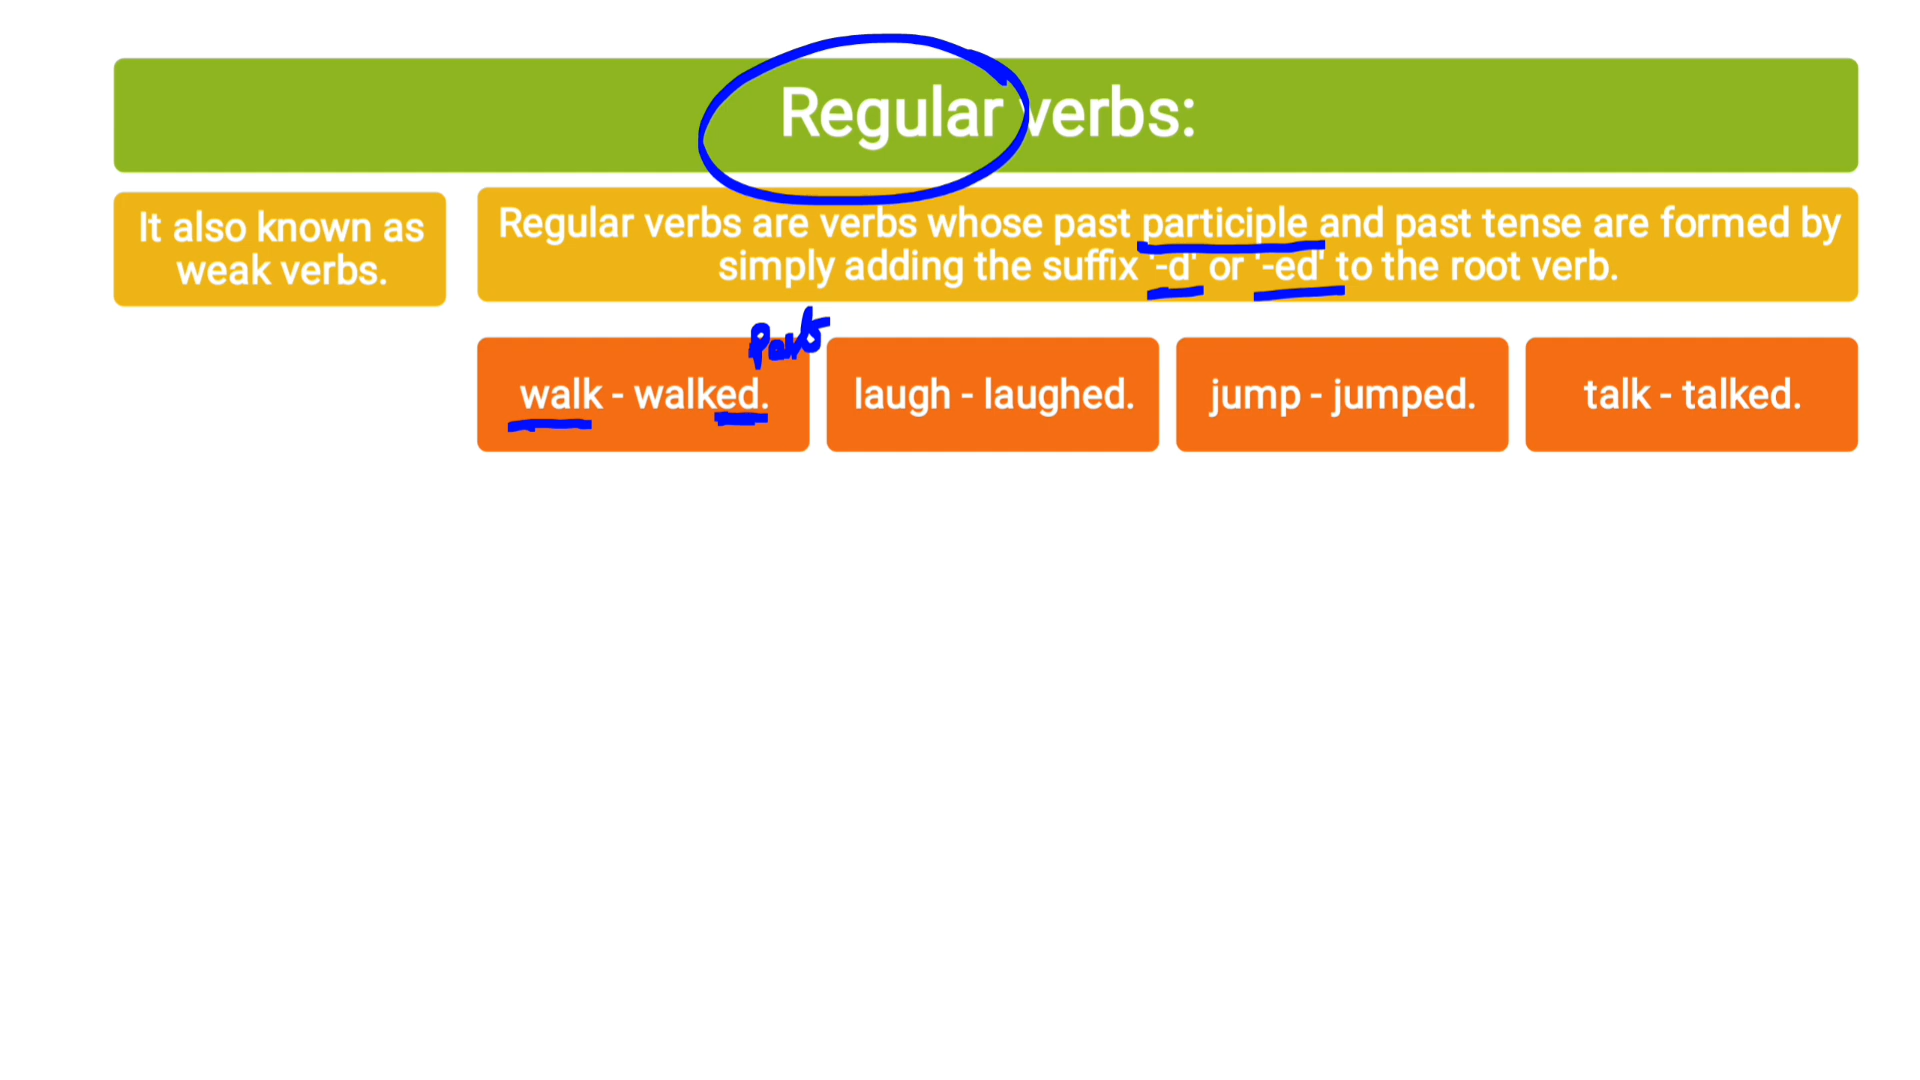 Regular verbs:
It also known as
weak verbs.
Regular verbs are verbs whose past participle and past tense are formed by
simply adding the suffix '-d' or '-ed' to the root verb.
walk - walked.
laugh - laughed.
jump - jumped.
talk - talked.